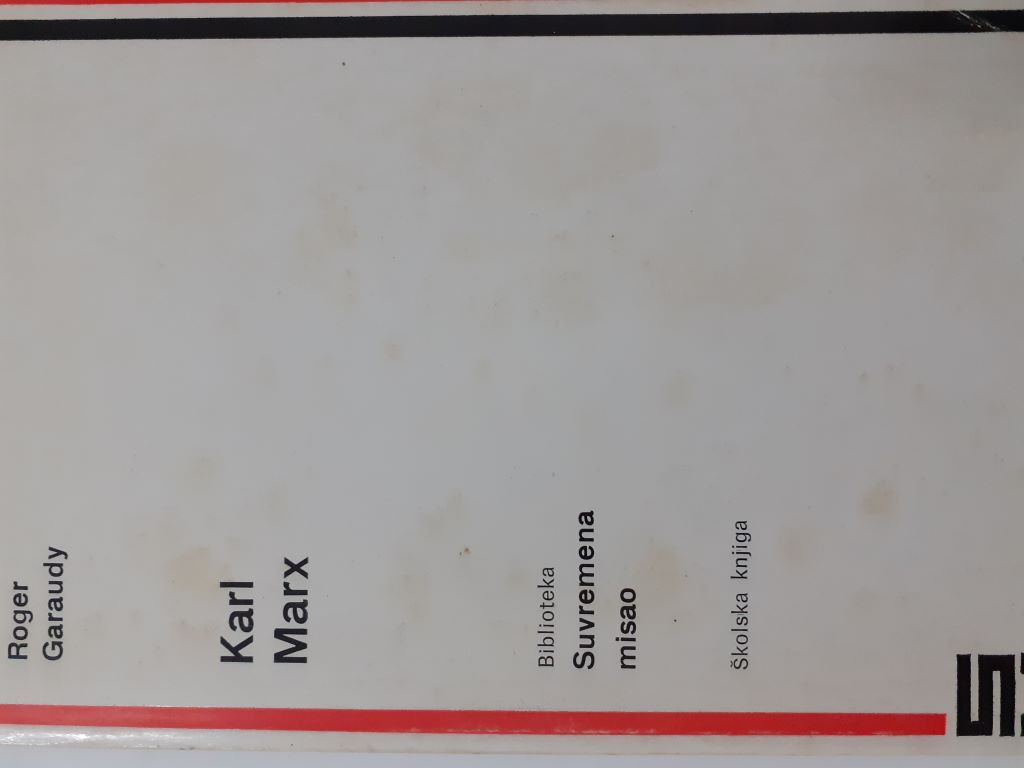 Roger
Garaudy
Karl
Marx
Biblioteka
Suvremena
misao
Školska knjiga